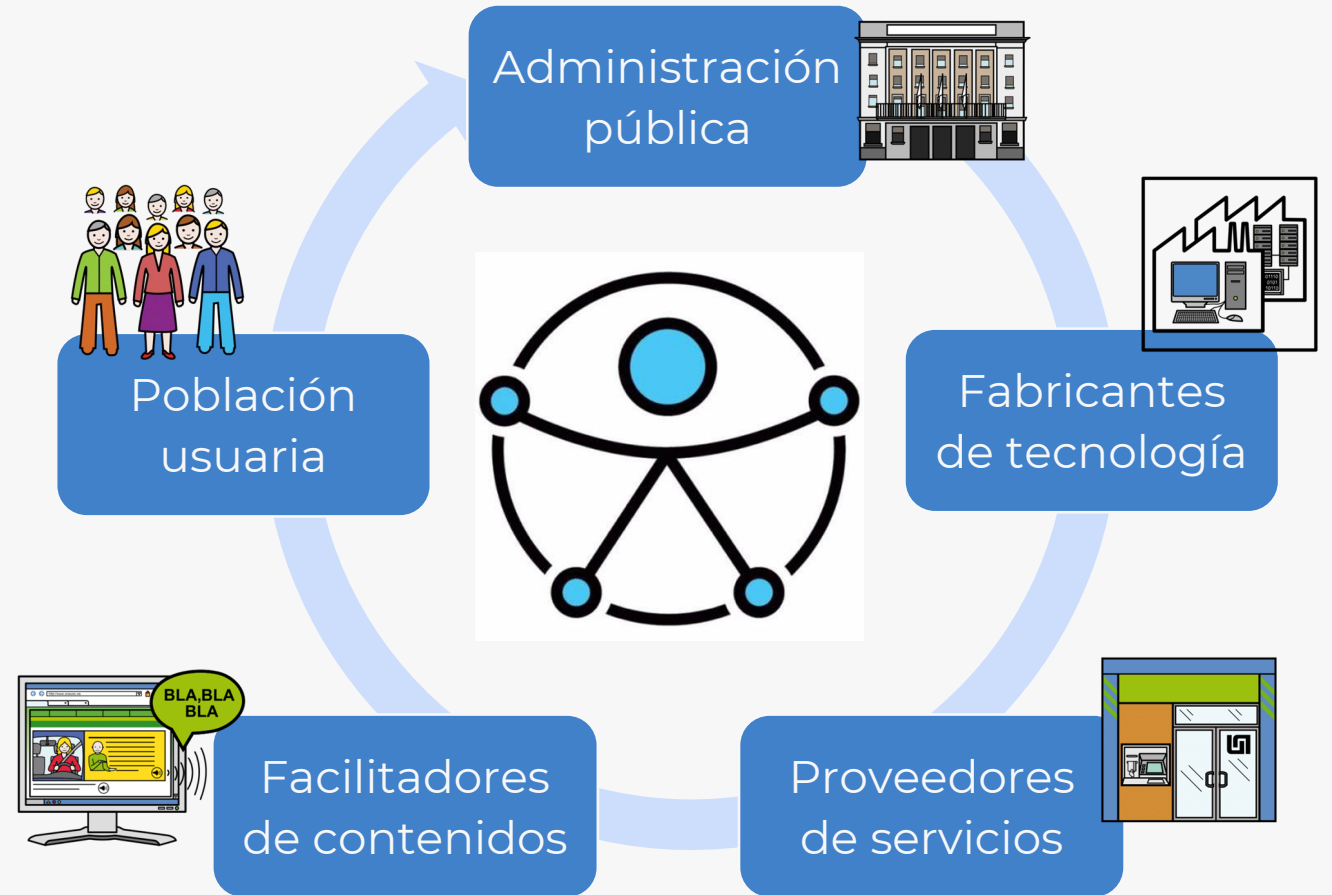 Administración
pública
Fabricantes
de tecnología
Proveedores
de servicios
Facilitadores
de contenidos
BLA,BLA
BLA
Población
usuaria